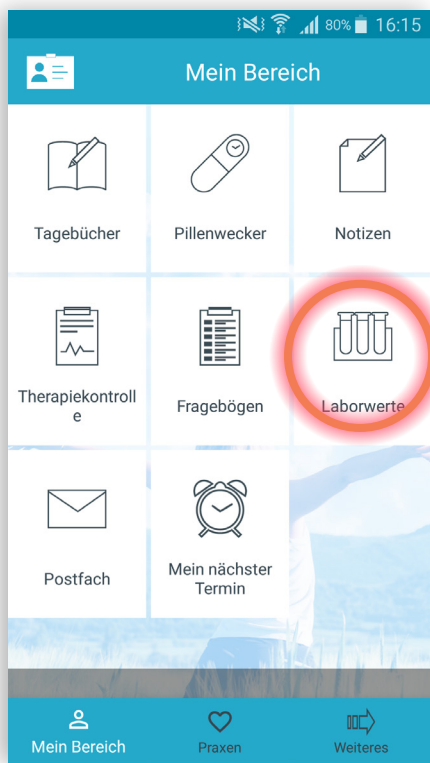 80% 16:15
Mein Bereich
Tagebücher
Pillenwecker
Notizen
Therapiekontroll
e
Fragebögen
Laborwerte
Postfach
Mein nächster
Termin
Mein Bereich
Praxen
Weiteres